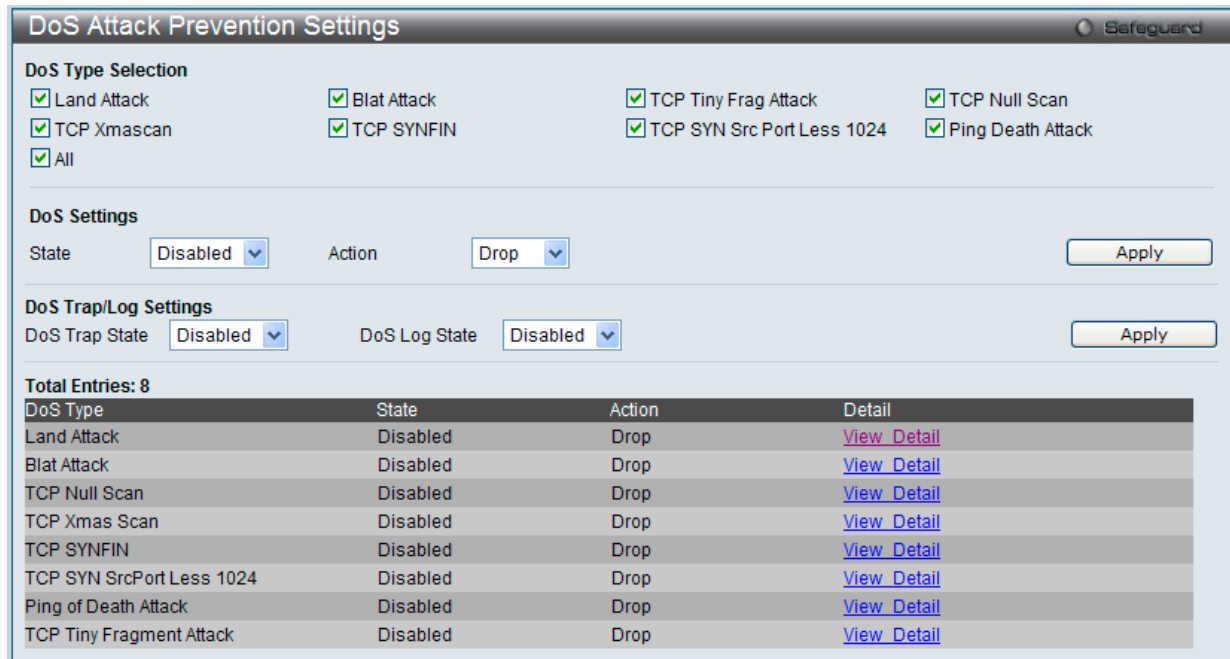 DoS Attack Prevention Settings Safeguard
DoS Type Selection
Land Attack Blat Attack TCP Tiny Frag Attack TCP Null Scan
TCP Xmascan TCP SYNFIN TCP SYN Src Port Less 1024 Ping Death Attack
All
DoS Settings
State Disabled Action Drop Apply
DoS Trap/Log Settings
DoS Trap State Disabled DoS Log State Disabled Apply
Total Entries: 8
DoS Type State Action Detail
Land Attack Disabled Drop View Detail
Blat Attack Disabled Drop View Detail
TCP Null Scan Disabled Drop View Detail
TCP Xmas Scan Disabled Drop View Detail
TCP SYNFIN Disabled Drop View Detail
TCP SYN SrcPort Less 1024 Disabled Drop View Detail
Ping of Death Attack Disabled Drop View Detail
TCP Tiny Fragment Attack Disabled Drop View Detail